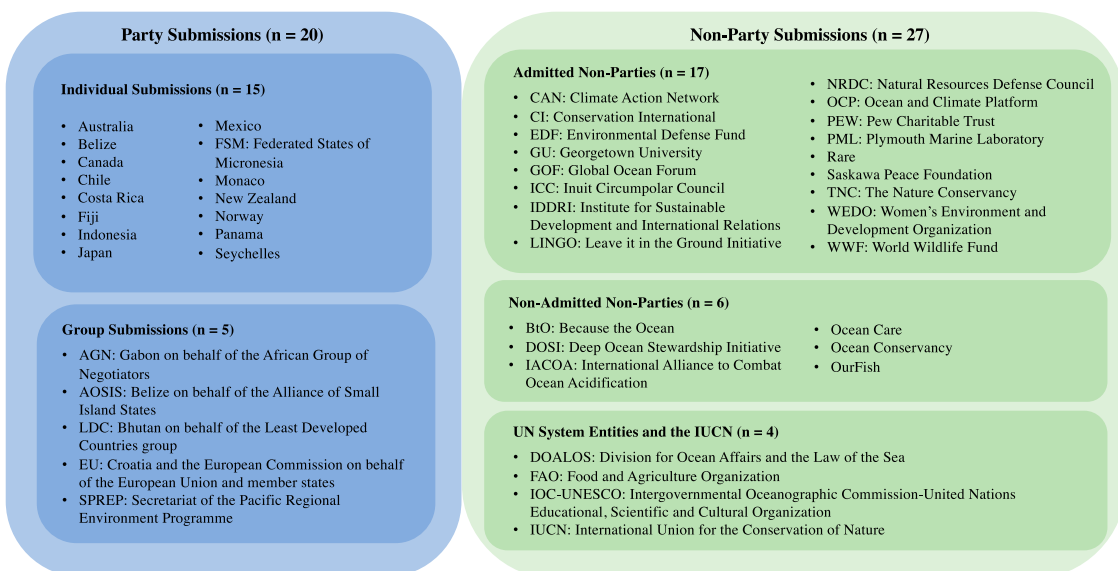 Party Submissions (n = 20)
Individual Submissions (n = 15)
• Australia
• Belize
• Canada
• Chile
• Costa Rica
• Fiji
• Indonesia
• Japan
• Mexico
• FSM: Federated States of
Micronesia
• Monaco
• New Zealand
• Norway
• Panama
• Seychelles
Group Submissions (n = 5)
• AGN: Gabon on behalf of the African Group of
Negotiators
• AOSIS: Belize on behalf of the Alliance of Small
Island States
• LDC: Bhutan on behalf of the Least Developed
Countries group
• EU: Croatia and the European Commission on behalf
of the European Union and member states
• SPREP: Secretariat of the Pacific Regional
Environment Programme
Non-Party Submissions (n = 27)
Admitted Non-Parties (n = 17)
• CAN: Climate Action Network
• CI: Conservation International
• EDF: Environmental Defense Fund
• GU: Georgetown University
• GOF: Global Ocean Forum
• ICC: Inuit Circumpolar Council
• IDDRI: Institute for Sustainable
Development and International Relations
• LINGO: Leave it in the Ground Initiative
• NRDC: Natural Resources Defense Council
• OCP: Ocean and Climate Platform
• PEW: Pew Charitable Trust
• PML: Plymouth Marine Laboratory
• Rare
• Saskawa Peace Foundation
• TNC: The Nature Conservancy
• WEDO: Women's Environment and
Development Organization
• WWF: World Wildlife Fund
Non-Admitted Non-Parties (n = 6)
• BtO: Because the Ocean
• DOSI: Deep Ocean Stewardship Initiative
• IACOA: International Alliance to Combat
Ocean Acidification
• Ocean Care
• Ocean Conservancy
• OurFish
UN System Entities and the IUCN (n = 4)
• DOALOS: Division for Ocean Affairs and the Law of the Sea
• FAO: Food and Agriculture Organization
• IOC-UNESCO: Intergovernmental Oceanographic Commission-United Nations
Educational, Scientific and Cultural Organization
• IUCN: International Union for the Conservation of Nature